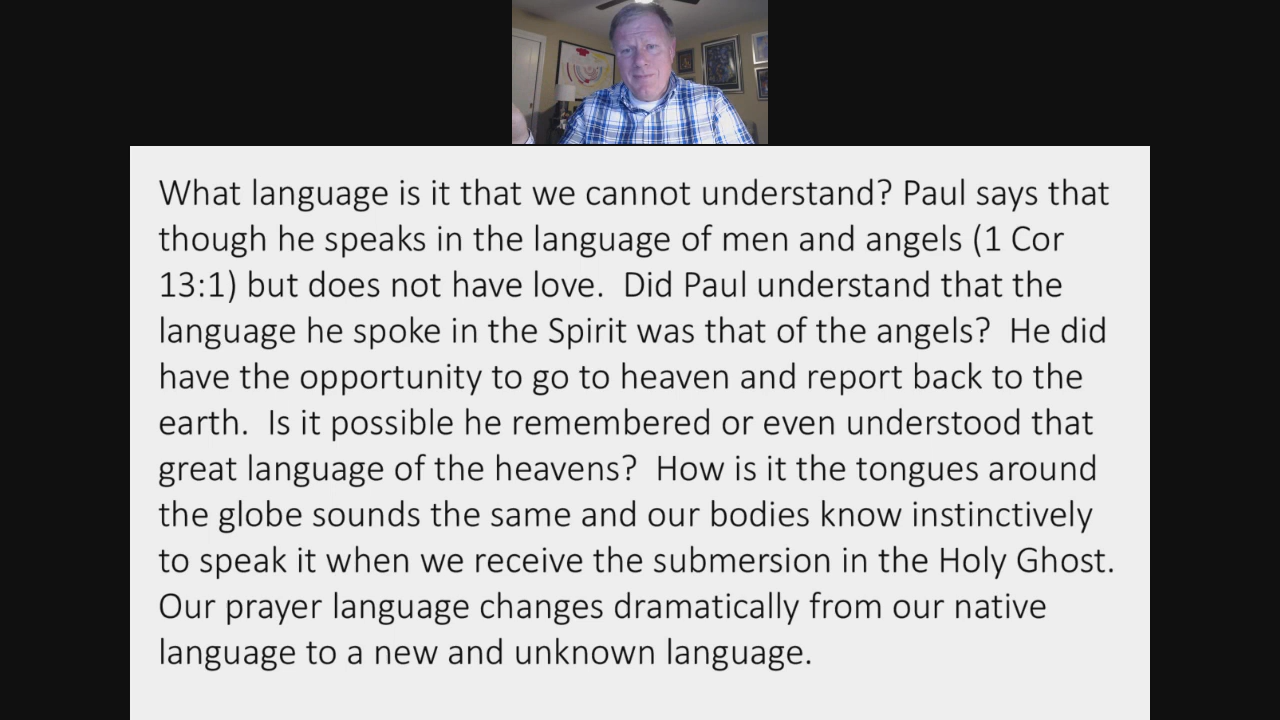 What language is it that we cannot understand? Paul says that
though he speaks in the language of men and angels (1 Cor
13:1) but does not have love.  Did Paul understand that the
language he spoke in the Spirit was that of the angels?  He did
have the opportunity to go to heaven and report back to the
earth.  Is it possible he remembered or even understood that
great language of the heavens?  How is it the tongues around
the globe sounds the same and our bodies know instinctively
to speak it when we receive the submersion in the Holy Ghost.
Our prayer language changes dramatically from our native
language to a new and unknown language.